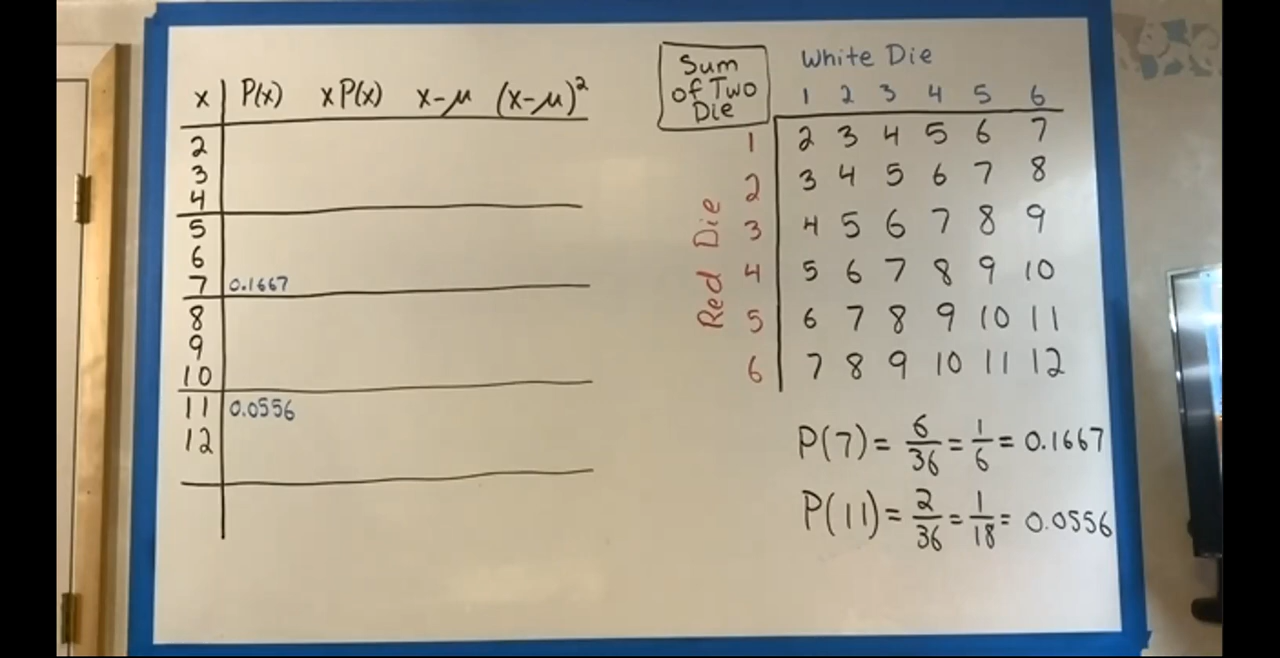 x P(x) xP(x) x-μ (x-μ)²
2
3
4
5
6
7 0.1667
8
9
10
11 0.0556
12
Sum
of Two
Die
White Die
1 2 3 4 5 6
Red Die
1 2 3 4 5 6 7
2 3 4 5 6 7 8
3 4 5 6 7 8 9
4 5 6 7 8 9 10
5 6 7 8 9 10 11
6 7 8 9 10 11 12
P(7) = 6/36 = 1/6 = 0.1667
P(11) = 2/36 = 1/18 = 0.0556